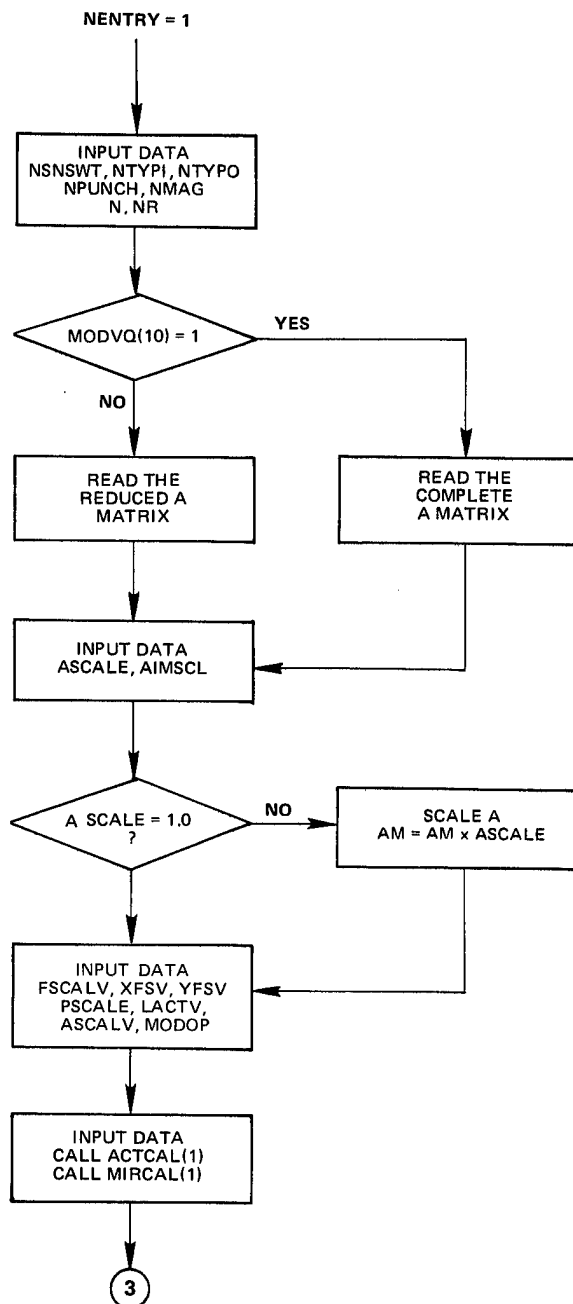 NENTRY = 1
INPUT DATA
NSNSWT, NTYPI, NTYPO
NPUNCH, NMAG
N, NR
MODVQ(10) = 1
YES
NO
READ THE
REDUCED A
MATRIX
READ THE
COMPLETE
A MATRIX
INPUT DATA
ASCALE, AIMSCL
A SCALE = 1.0
?
NO
SCALE A
AM = AM x ASCALE
INPUT DATA
FSCALV, XFSV, YFSV
PSCALE, LACTV,
ASCALV, MODOP
INPUT DATA
CALL ACTCAL(1)
CALL MIRCAL(1)
3